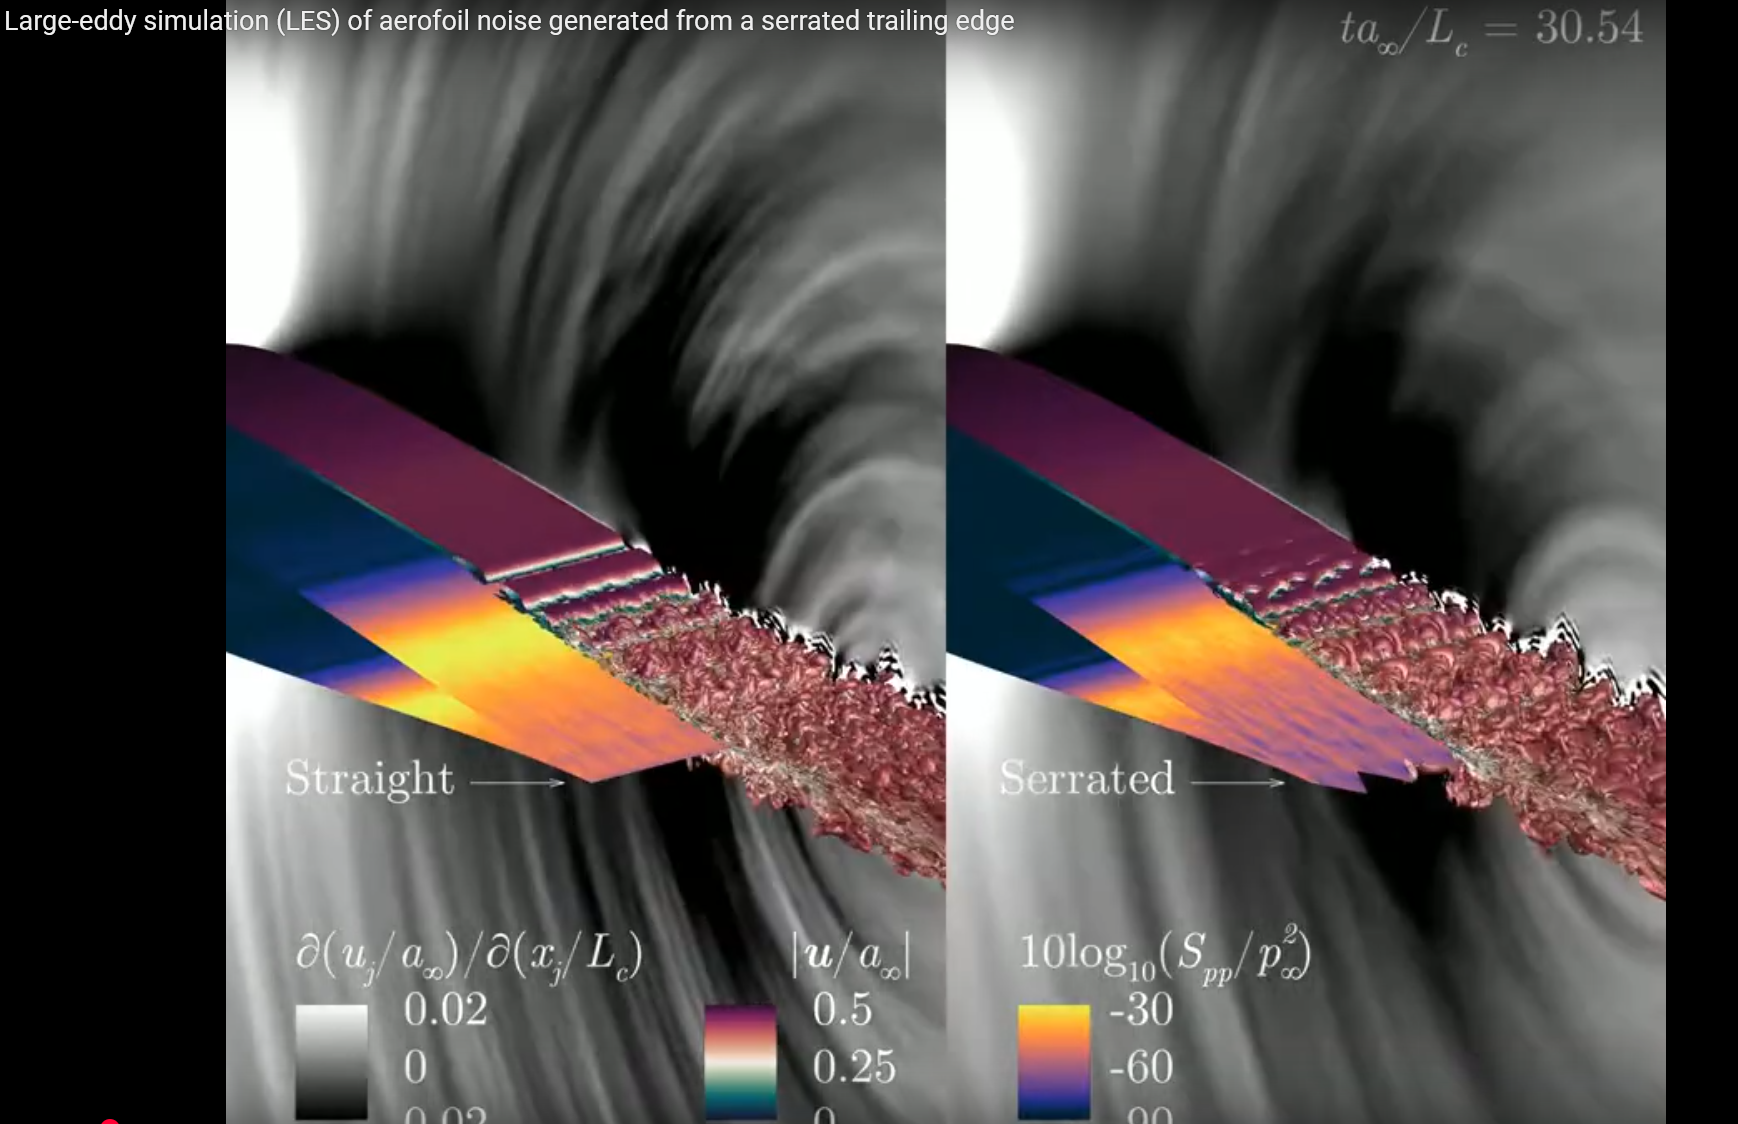 Large-eddy simulation (LES) of aerofoil noise generated from a serrated trailing edge
ta∞/Lc = 30.54
Straight
Serrated
∂(uj/a∞)/∂(xj/Lc)
0.02
0
|u/a∞|
0.5
0.25
0
10log10(Spp/p∞²)
-30
-60